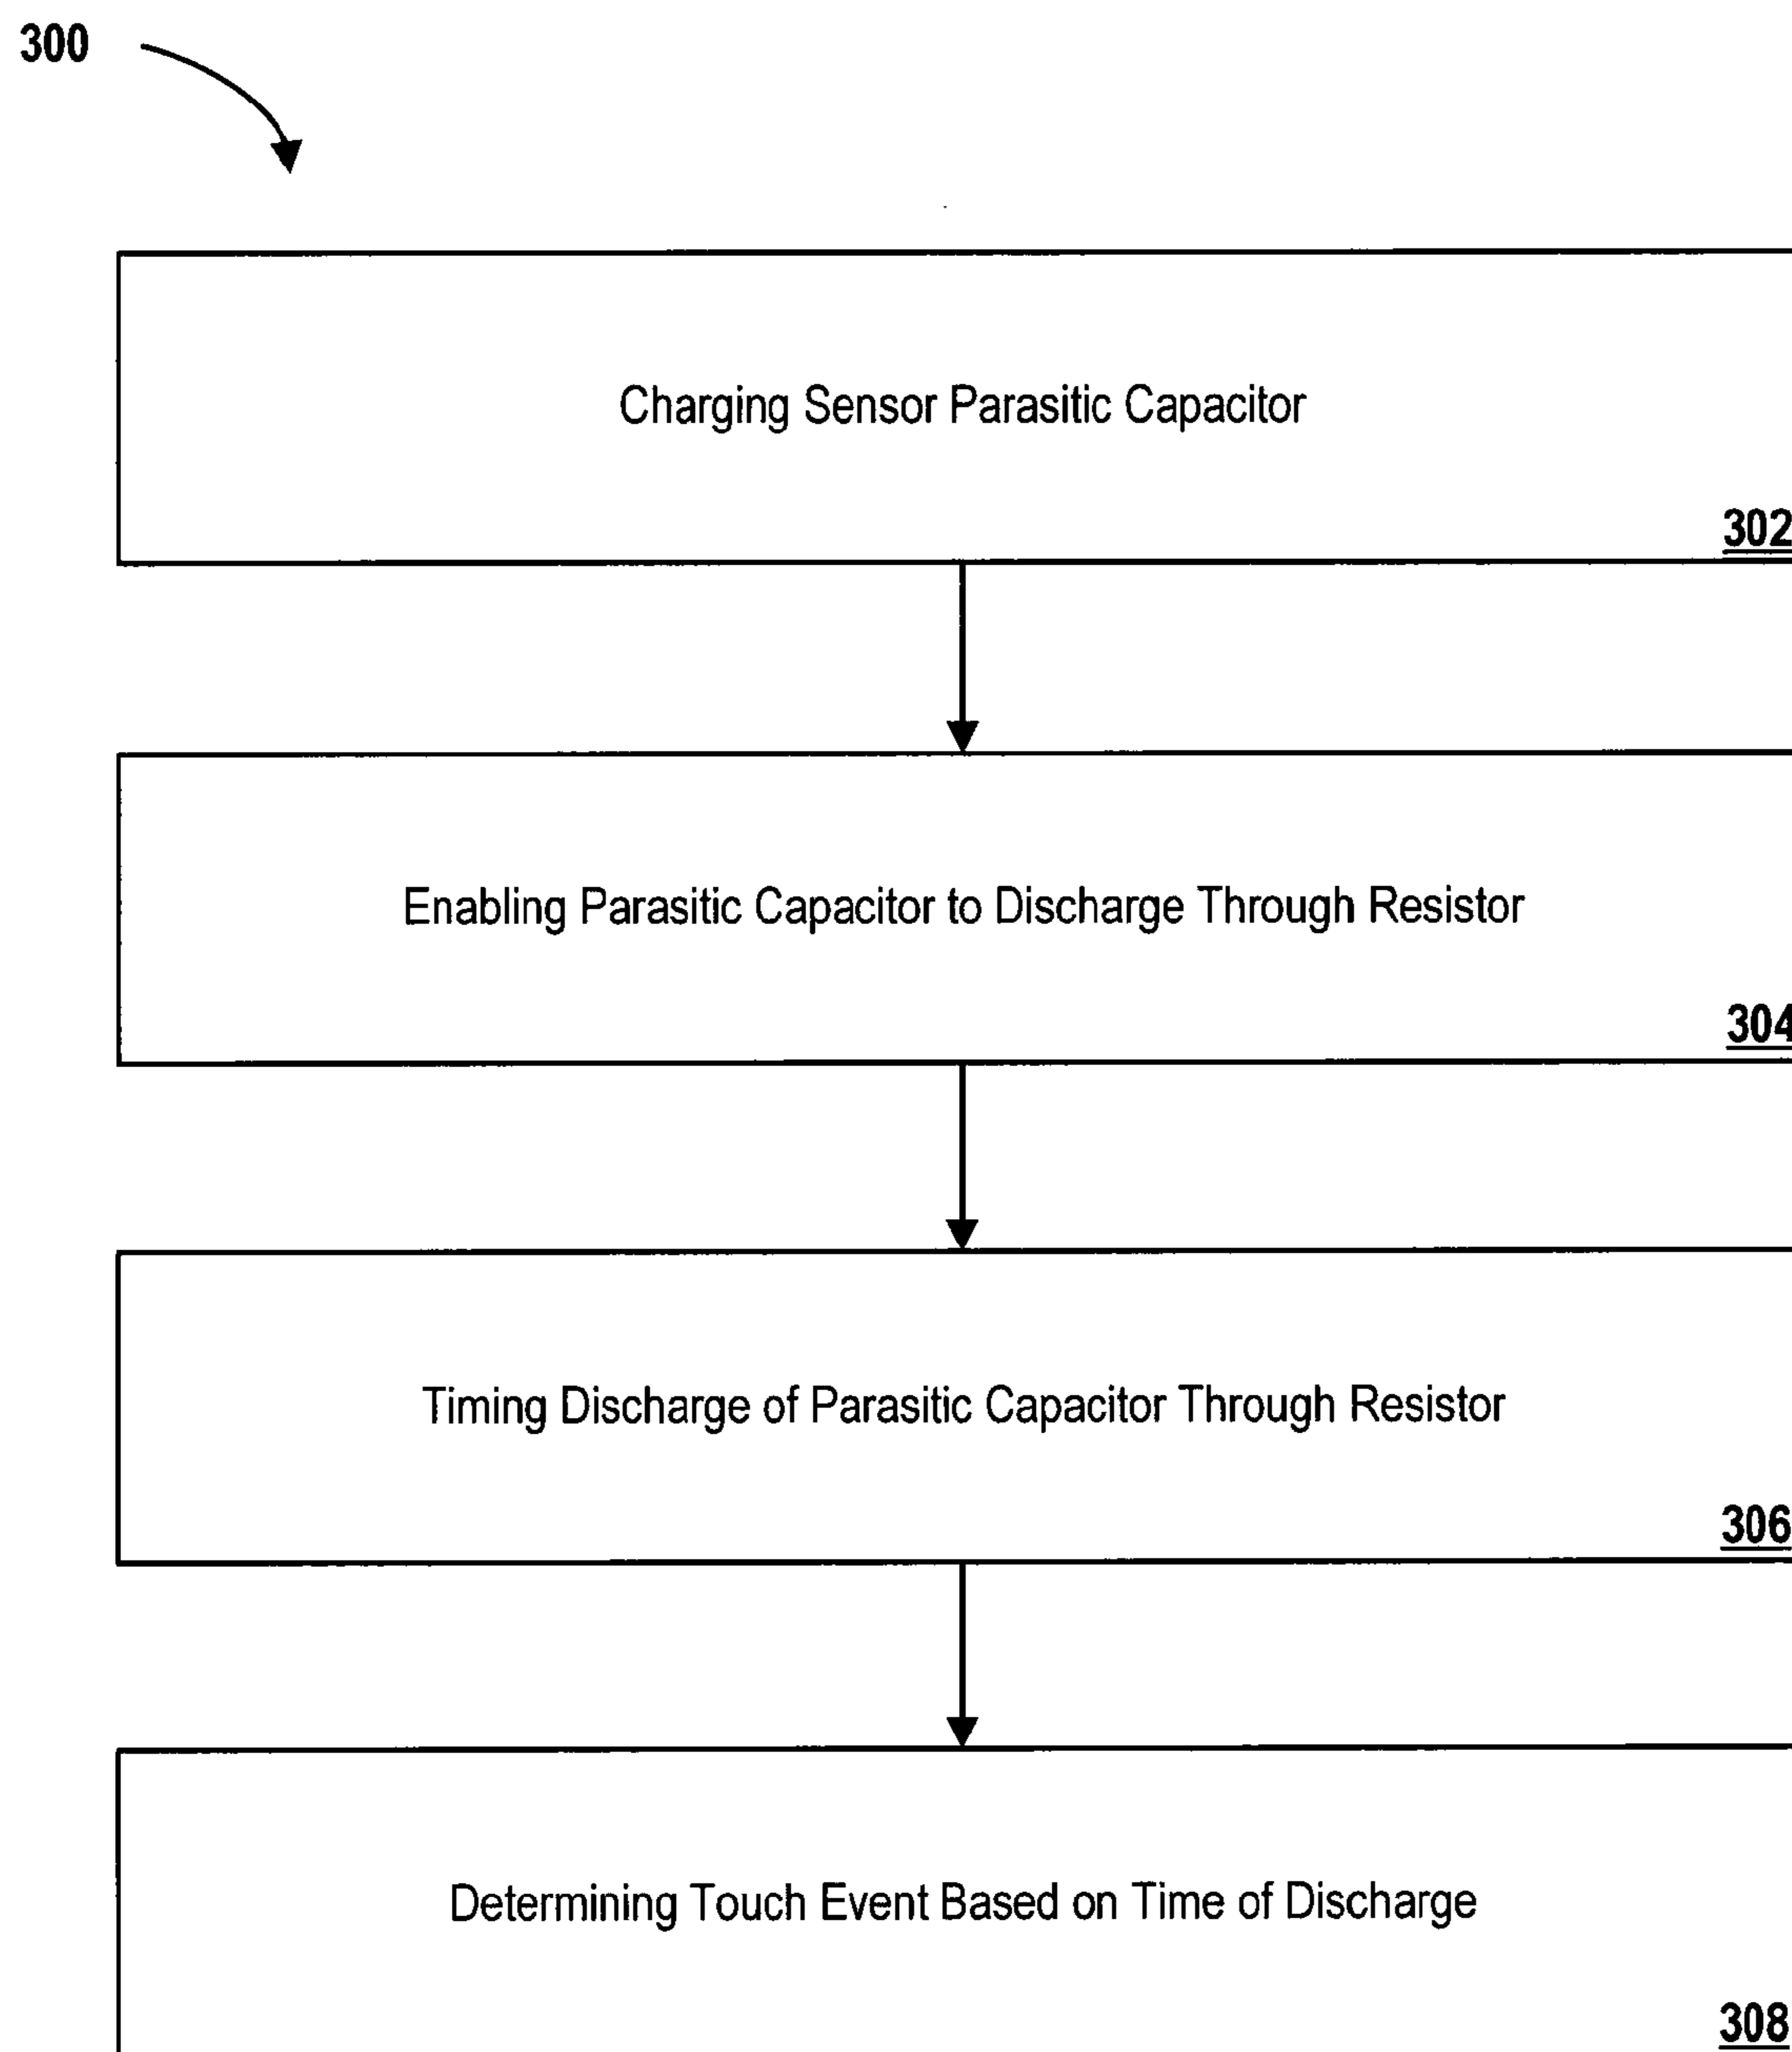 300
Charging Sensor Parasitic Capacitor
302
Enabling Parasitic Capacitor to Discharge Through Resistor
304
Timing Discharge of Parasitic Capacitor Through Resistor
306
Determining Touch Event Based on Time of Discharge
308